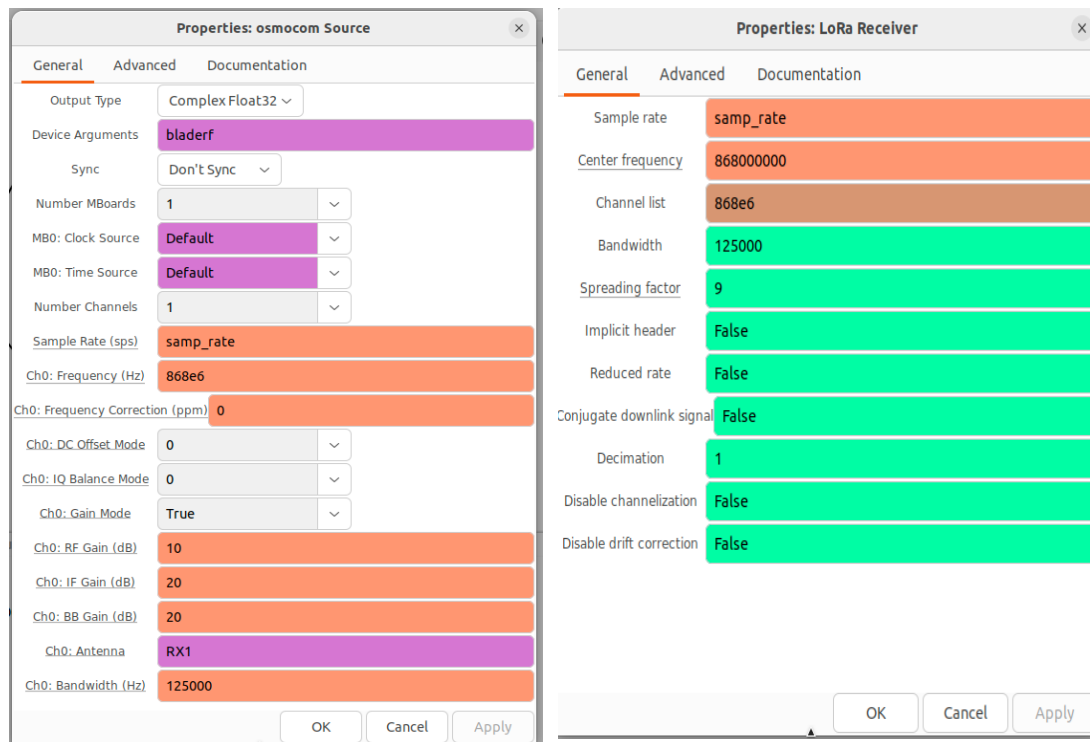 Properties: osmocom Source
General Advanced Documentation
Output Type Complex Float32
Device Arguments bladerf
Sync Don't Sync
Number MBoards 1
MB0: Clock Source Default
MB0: Time Source Default
Number Channels 1
Sample Rate (sps) samp_rate
Ch0: Frequency (Hz) 868e6
Ch0: Frequency Correction (ppm) 0
Ch0: DC Offset Mode 0
Ch0: IQ Balance Mode 0
Ch0: Gain Mode True
Ch0: RF Gain (dB) 10
Ch0: IF Gain (dB) 20
Ch0: BB Gain (dB) 20
Ch0: Antenna RX1
Ch0: Bandwidth (Hz) 125000
OK Cancel Apply
Properties: LoRa Receiver
General Advanced Documentation
Sample rate samp_rate
Center frequency 868000000
Channel list 868e6
Bandwidth 125000
Spreading factor 9
Implicit header False
Reduced rate False
Conjugate downlink signal False
Decimation 1
Disable channelization False
Disable drift correction False
OK Cancel Apply